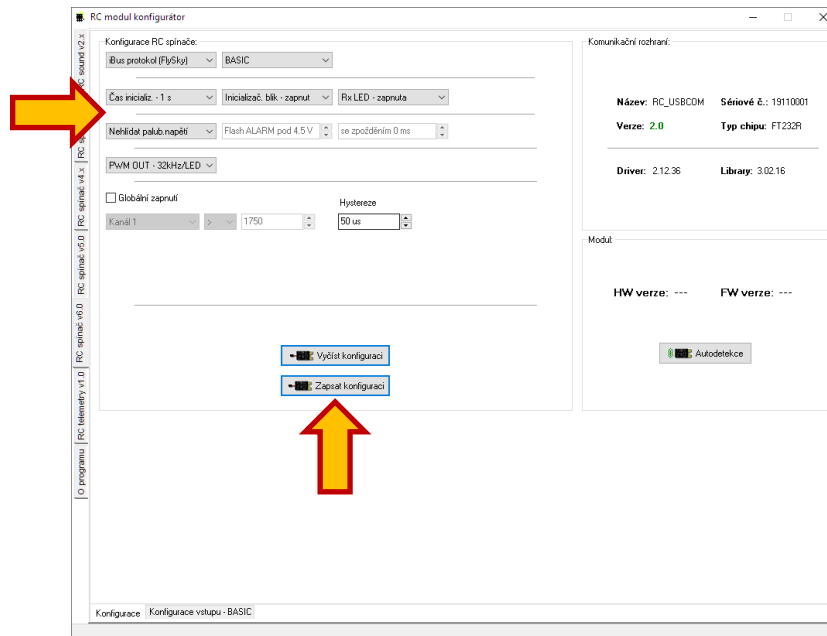 RC modul konfigurátor
RC sound v2.x
RC spínač v4.x
RC spínač v5.0
RC spínač v6.0
RC telemetry v1.0
O programu
Konfigurace RC spínače:
iBus protokol (FlySky) BASIC
Čas inicializ. - 1 s Inicializač. blik - zapnut Rx LED - zapnuta
Nehlídat palub.napětí Flash ALARM pod 4.5 V se zpožděním 0 ms
PWM OUT - 32kHz/LED
Globální zapnutí
Hystereze
Kanál 1 > 1750 50 us
Vyčíst konfiguraci
Zapsat konfiguraci
Komunikační rozhraní:
Název: RC_USBCOM Sériové č.: 19110001
Verze: 2.0 Typ chipu: FT232R
Driver: 2.12.36 Library: 3.02.16
Modul:
HW verze: --- FW verze: ---
Autodetekce
Konfigurace Konfigurace vstupu - BASIC